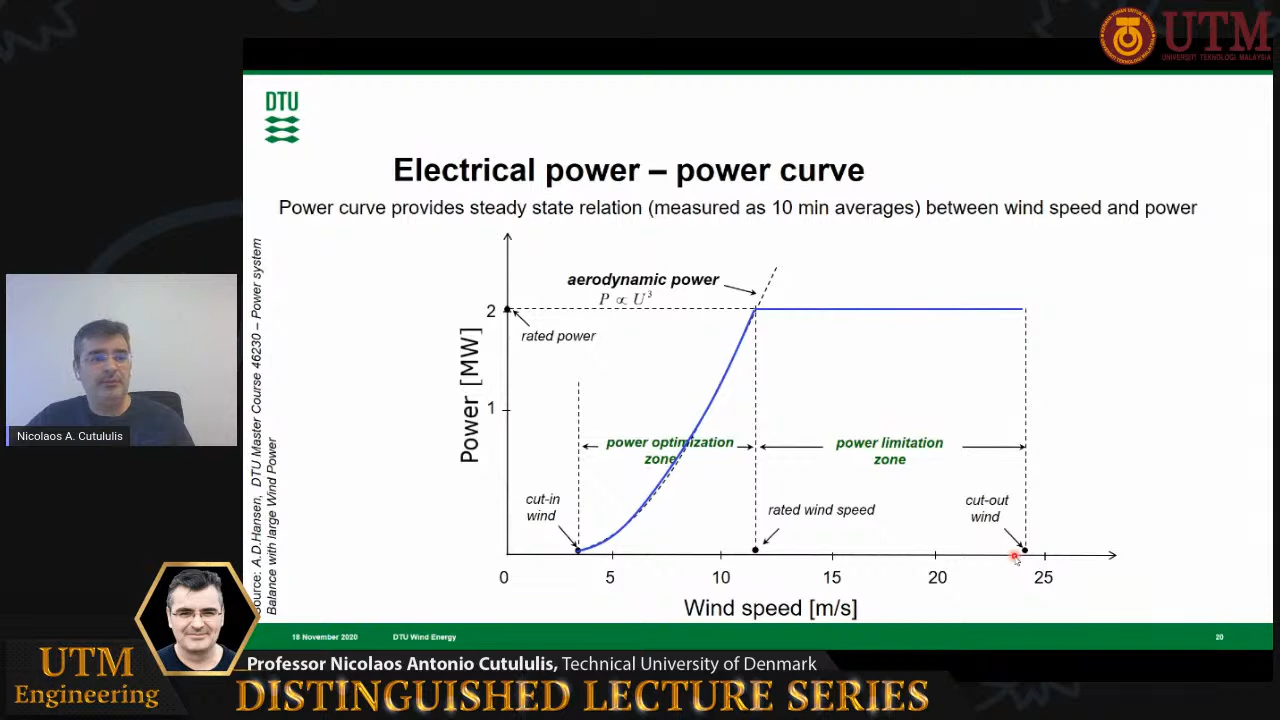 UTM
UNIVERSITI TEKNOLOGI MALAYSIA
DTU
Electrical power – power curve
Power curve provides steady state relation (measured as 10 min averages) between wind speed and power
Source: A.D.Hansen, DTU Master Course 46230 – Power system
Balance with large Wind Power
aerodynamic power
P ∝ U³
2
rated power
Power [MW]
1
power optimization
zone
power limitation
zone
cut-in
wind
rated wind speed
cut-out
wind
0 5 10 15 20 25
Wind speed [m/s]
Nicolaos A. Cutululis
18 November 2020 DTU Wind Energy 20
UTM
Engineering
Professor Nicolaos Antonio Cutululis, Technical University of Denmark
DISTINGUISHED LECTURE SERIES